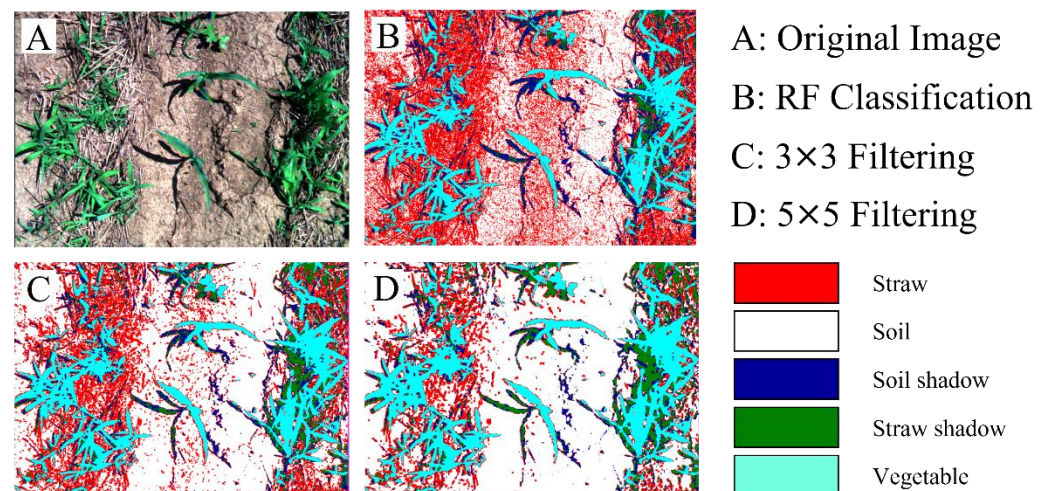 A
B
A: Original Image
B: RF Classification
C: 3×3 Filtering
D: 5×5 Filtering
C
D
Straw
Soil
Soil shadow
Straw shadow
Vegetable